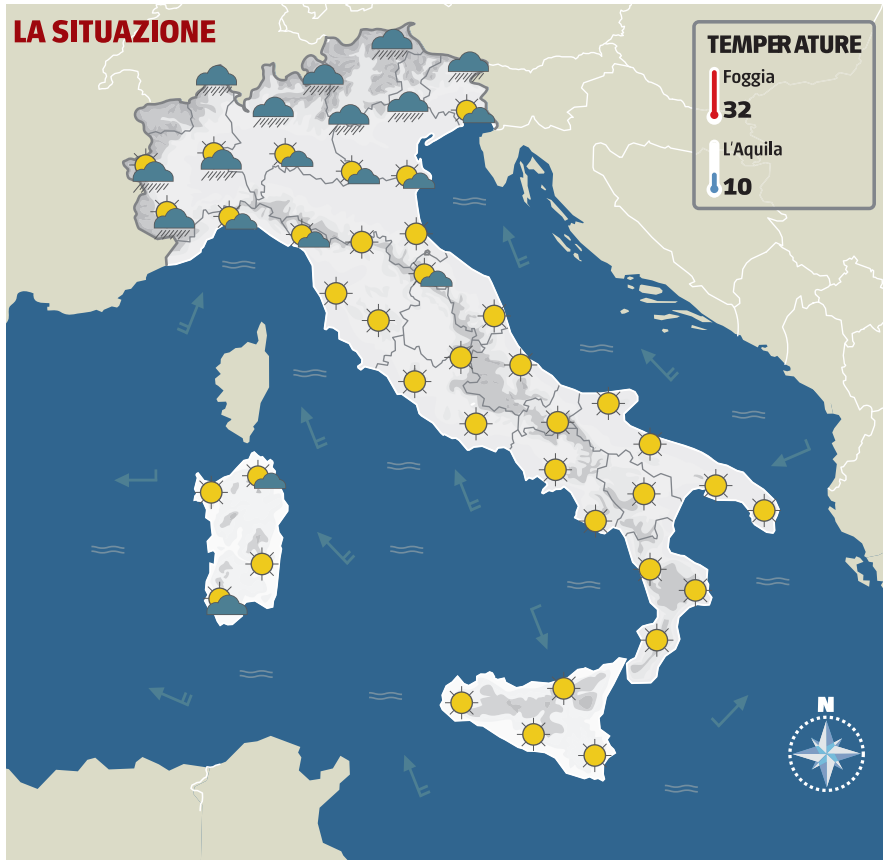 LA SITUAZIONE
TEMPERATURE
Foggia
32
L'Aquila
10
N